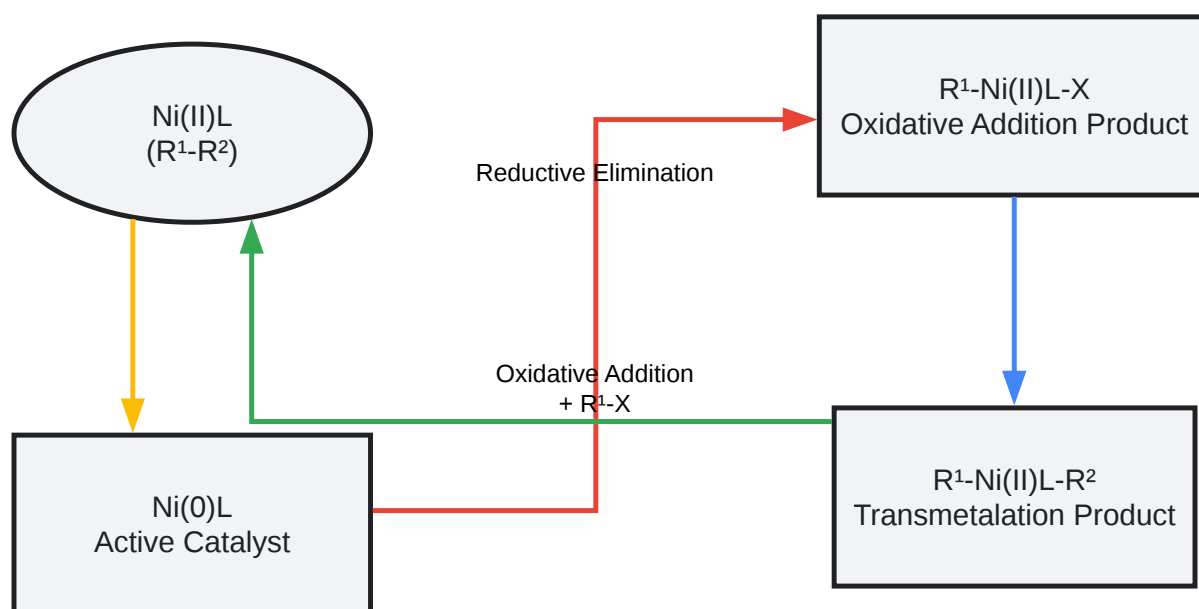 Ni(II)L
(R¹-R²)
R¹-Ni(II)L-X
Oxidative Addition Product
Reductive Elimination
Oxidative Addition
+ R¹-X
Ni(0)L
Active Catalyst
R¹-Ni(II)L-R²
Transmetalation Product